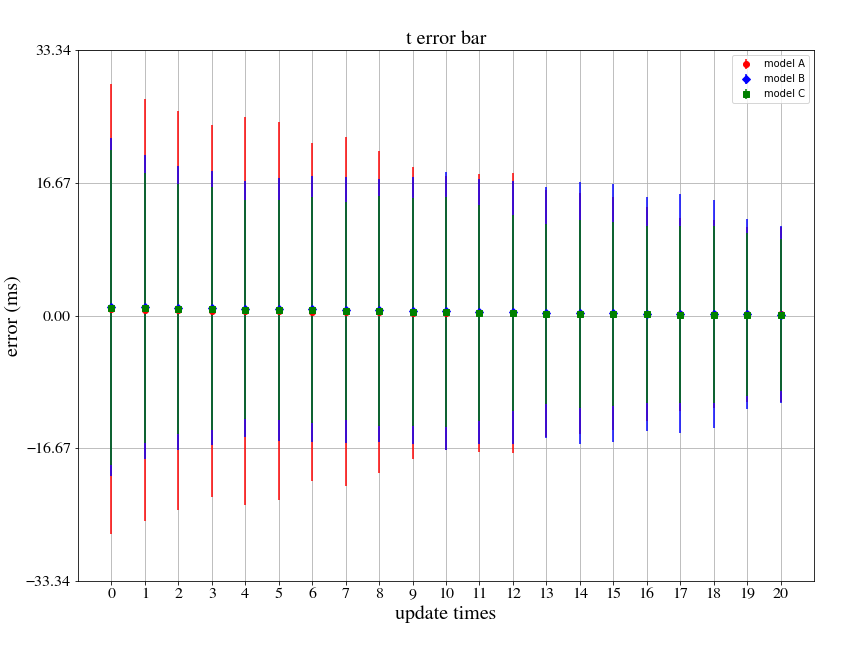 t error bar
33.34
16.67
0.00
−16.67
−33.34
error (ms)
model A
model B
model C
0 1 2 3 4 5 6 7 8 9 10 11 12 13 14 15 16 17 18 19 20
update times